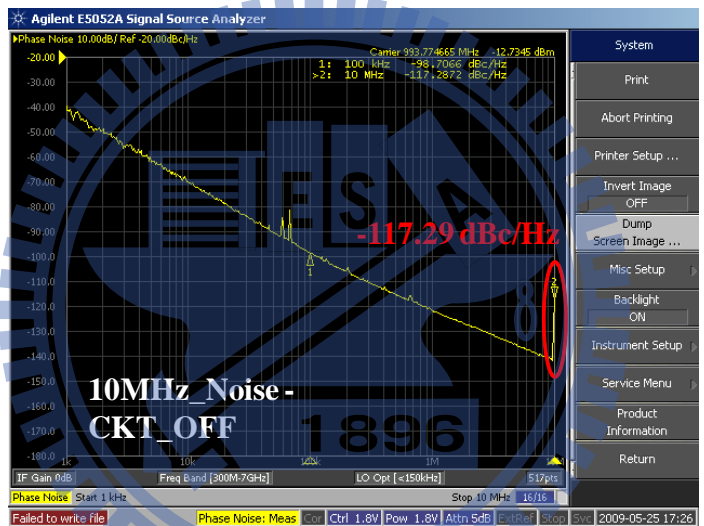 Agilent E5052A Signal Source Analyzer
Phase Noise 10.00dB/ Ref -20.00dBc/Hz
Carrier 993.774665 MHz -12.7345 dBm
1: 100 kHz -98.7066 dBc/Hz
>2: 10 MHz -117.2872 dBc/Hz
-20.00
-30.00
-40.00
-50.00
-60.00
-70.00
-80.00
-90.00
-100.0
-110.0
-120.0
-130.0
-140.0
-150.0
-160.0
-170.0
-180.0
1k 10k 100k 1M
ESA
1896
1
2
-117.29 dBc/Hz
10MHz_Noise -
CKT_OFF
IF Gain 0dB Freq Band [300M-7GHz] LO Opt [<150kHz] 517pts
Phase Noise Start 1 kHz Stop 10 MHz 16/16
Failed to write file Phase Noise: Meas Cor Ctrl 1.8V Pow 1.8V Attn 5dB ExtRef Stop Svc 2009-05-25 17:26
System
Print
Abort Printing
Printer Setup ...
Invert Image
OFF
Dump
Screen Image ...
Misc Setup
Backlight
ON
Instrument Setup
Service Menu
Product
Information
Return